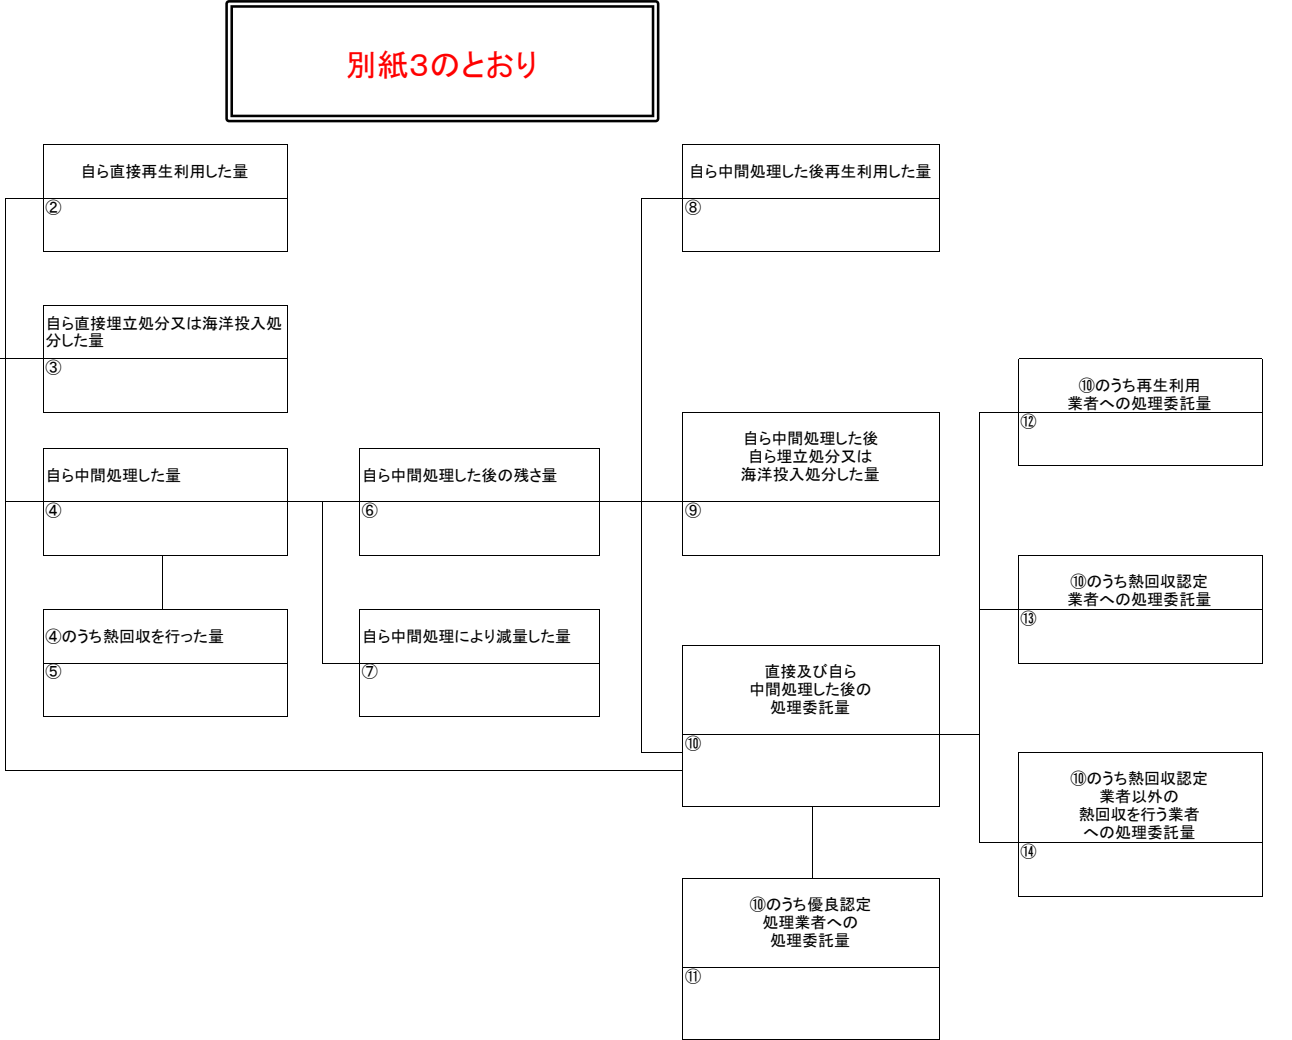 別紙3のとおり
自ら直接再生利用した量
②
自ら中間処理した後再生利用した量
⑧
自ら直接埋立処分又は海洋投入処
分した量
③
⑩のうち再生利用
業者への処理委託量
⑫
自ら中間処理した量
④
自ら中間処理した後の残さ量
⑥
自ら中間処理した後
自ら埋立処分又は
海洋投入処分した量
⑨
⑩のうち熱回収認定
業者への処理委託量
⑬
④のうち熱回収を行った量
⑤
自ら中間処理により減量した量
⑦
直接及び自ら
中間処理した後の
処理委託量
⑩
⑩のうち熱回収認定
業者以外の
熱回収を行う業者
への処理委託量
⑭
⑩のうち優良認定
処理業者への
処理委託量
⑪